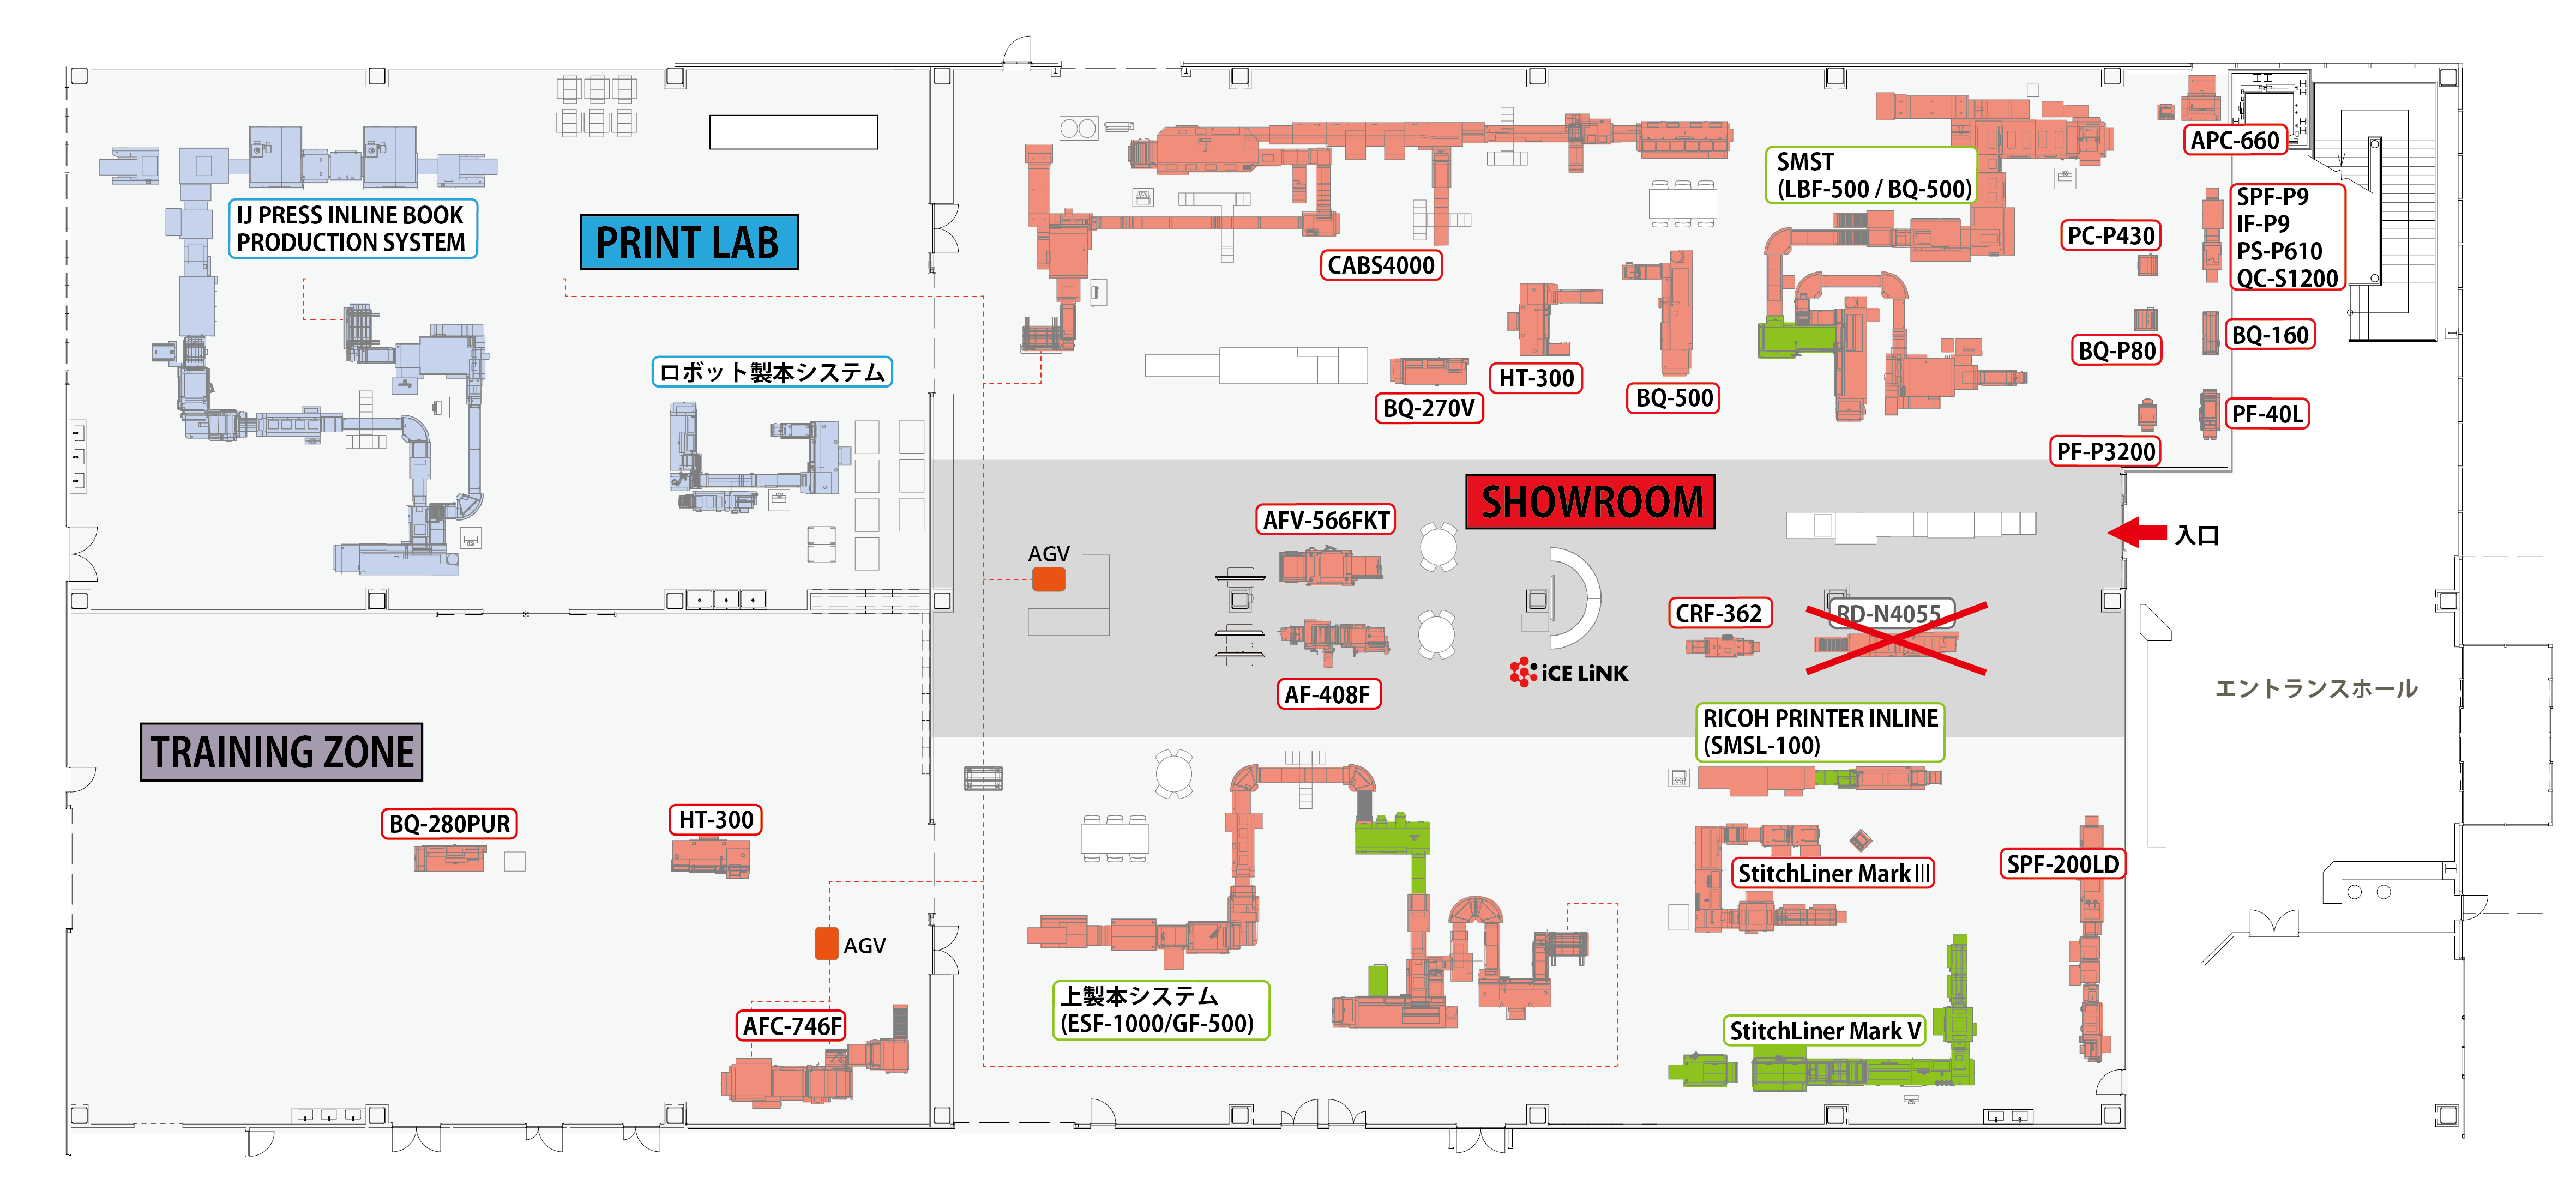 IJ PRESS INLINE BOOK
PRODUCTION SYSTEM
PRINT LAB
ロボット製本システム
CABS4000
SMST
(LBF-500 / BQ-500)
APC-660
SPF-P9
IF-P9
PS-P610
QC-S1200
PC-P430
BQ-P80
BQ-160
PF-40L
PF-P3200
BQ-270V
HT-300
BQ-500
SHOWROOM
入口
AFV-566FKT
AGV
AF-408F
iCE LiNK
CRF-362
RD-N4055
エントランスホール
RICOH PRINTER INLINE
(SMSL-100)
TRAINING ZONE
BQ-280PUR
HT-300
AGV
AFC-746F
上製本システム
(ESF-1000/GF-500)
StitchLiner MarkⅢ
SPF-200LD
StitchLiner Mark V